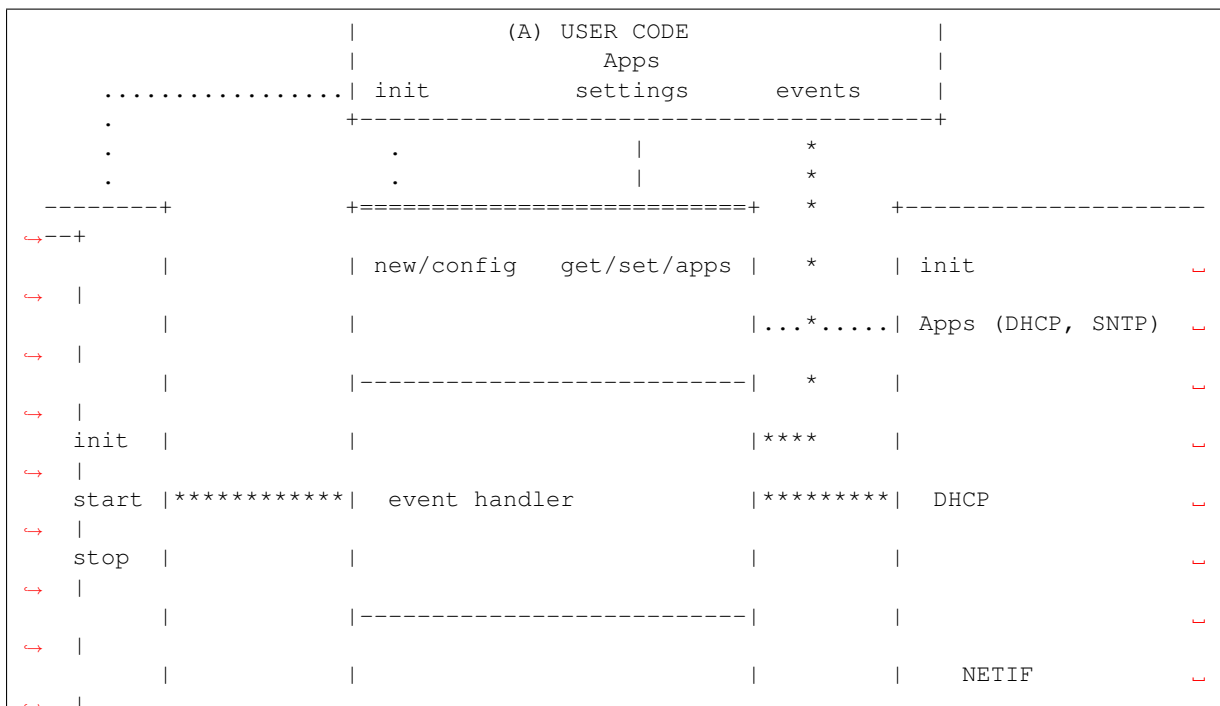 |          (A) USER CODE                 |
                       |                 Apps                   |
      .................| init          settings      events     |
      .                +----------------------------------------+
      .                   .                |           *
      .                   .                |           *
  --------+            +===========================+   *     +---------------------
↪--+
          |            | new/config   get/set/apps |   *     | init               ␣
↪  |
          |            |                           |...*.....| Apps (DHCP, SNTP)  ␣
↪  |
          |            |---------------------------|   *     |                    ␣
↪  |
    init  |            |                           |****     |                    ␣
↪  |
    start |************|  event handler            |*********|  DHCP              ␣
↪  |
    stop  |            |                           |         |                    ␣
↪  |
          |            |---------------------------|         |                    ␣
↪  |
          |            |                           |         |    NETIF           ␣
↪  |